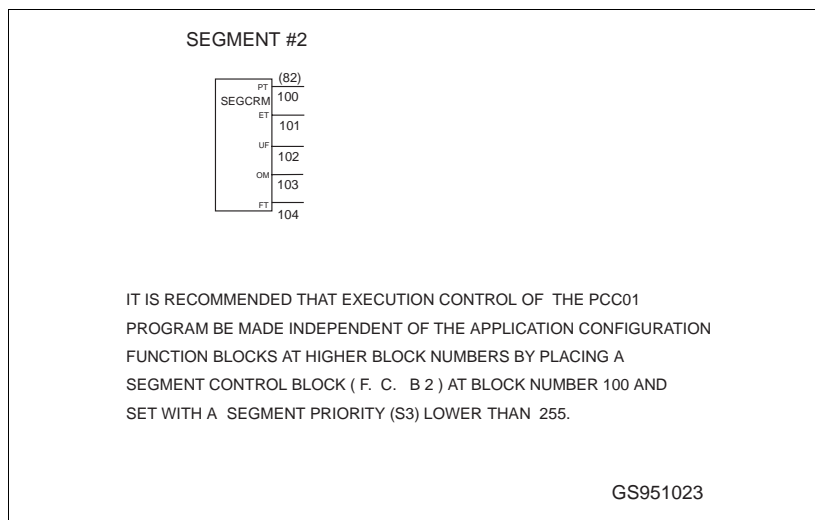 SEGMENT #2
(82)
PT
100
SEGCRM
ET
101
UF
102
OM
103
FT
104
IT IS RECOMMENDED THAT EXECUTION CONTROL OF THE PCC01
PROGRAM BE MADE INDEPENDENT OF THE APPLICATION CONFIGURATION
FUNCTION BLOCKS AT HIGHER BLOCK NUMBERS BY PLACING A
SEGMENT CONTROL BLOCK ( F. C. B 2 ) AT BLOCK NUMBER 100 AND
SET WITH A SEGMENT PRIORITY (S3) LOWER THAN 255.
GS951023